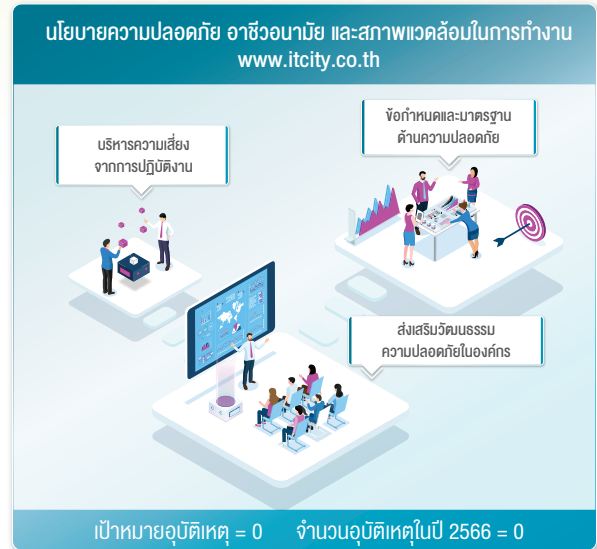 นโยบายความปลอดภัย อาชีวอนามัย และสภาพแวดล้อมในการทำงาน
www.itcity.co.th
บริหารความเสี่ยง
จากการปฏิบัติงาน
ข้อกำหนดและมาตรฐาน
ด้านความปลอดภัย
ส่งเสริมวัฒนธรรม
ความปลอดภัยในองค์กร
เป้าหมายอุบัติเหตุ = 0 จำนวนอุบัติเหตุในปี 2566 = 0